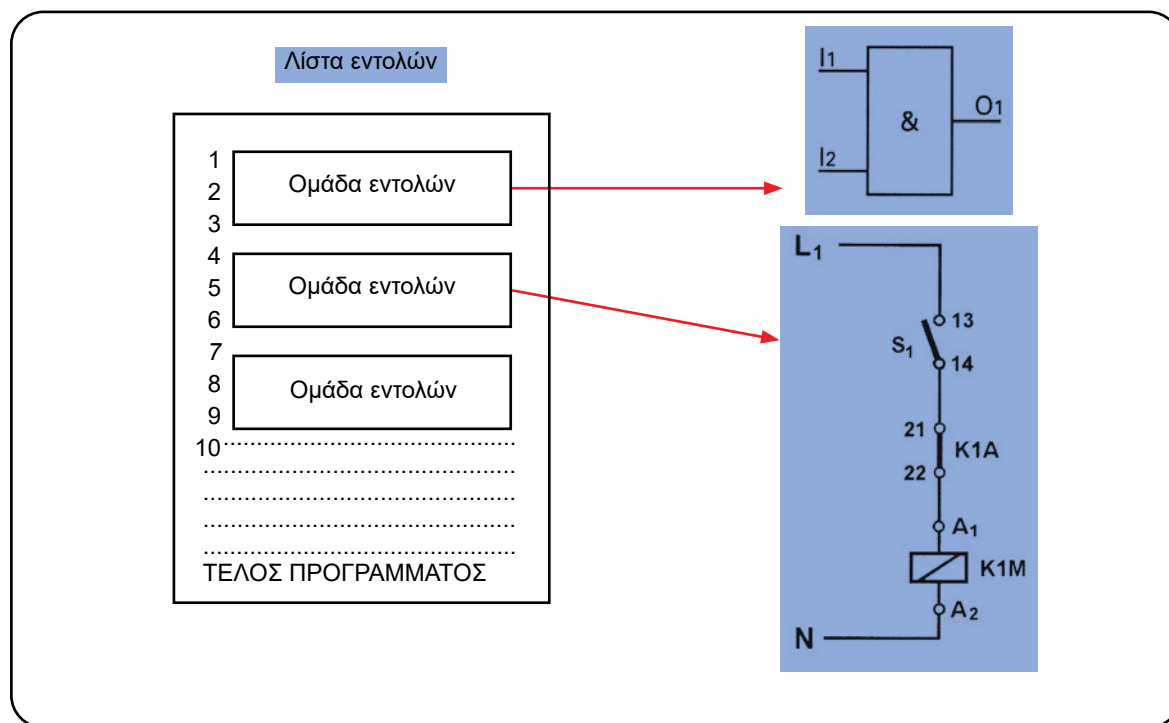 Λίστα εντολών
1
2 Ομάδα εντολών
3
4
5 Ομάδα εντολών
6
7
8 Ομάδα εντολών
9
10..........................................
.............................................
.............................................
.............................................
.............................................
ΤΕΛΟΣ ΠΡΟΓΡΑΜΜΑΤΟΣ
I1
& O1
I2
L1
13
S1
14
21
K1A
22
A1
K1M
A2
N